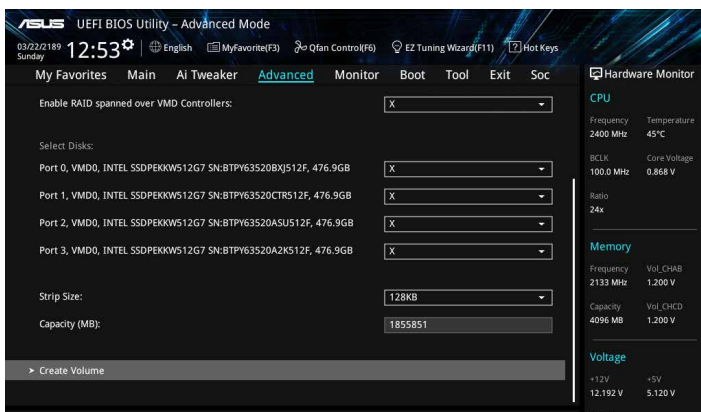 ASUS UEFI BIOS Utility – Advanced Mode
03/22/2189 Sunday 12:53 English MyFavorite(F3) Qfan Control(F6) EZ Tuning Wizard(F11) ? Hot Keys
My Favorites Main Ai Tweaker Advanced Monitor Boot Tool Exit Soc
Enable RAID spanned over VMD Controllers: X
Select Disks:
Port 0, VMD0, INTEL SSDPEKKW512G7 SN:BTPY63520BXJ512F, 476.9GB X
Port 1, VMD0, INTEL SSDPEKKW512G7 SN:BTPY63520CTR512F, 476.9GB X
Port 2, VMD0, INTEL SSDPEKKW512G7 SN:BTPY63520ASU512F, 476.9GB X
Port 3, VMD0, INTEL SSDPEKKW512G7 SN:BTPY63520A2K512F, 476.9GB X
Strip Size: 128KB
Capacity (MB): 1855851
> Create Volume
Hardware Monitor
CPU
Frequency Temperature
2400 MHz 45°C
BCLK Core Voltage
100.0 MHz 0.868 V
Ratio
24x
Memory
Frequency Vol_CHAB
2133 MHz 1.200 V
Capacity Vol_CHCD
4096 MB 1.200 V
Voltage
+12V +5V
12.192 V 5.120 V